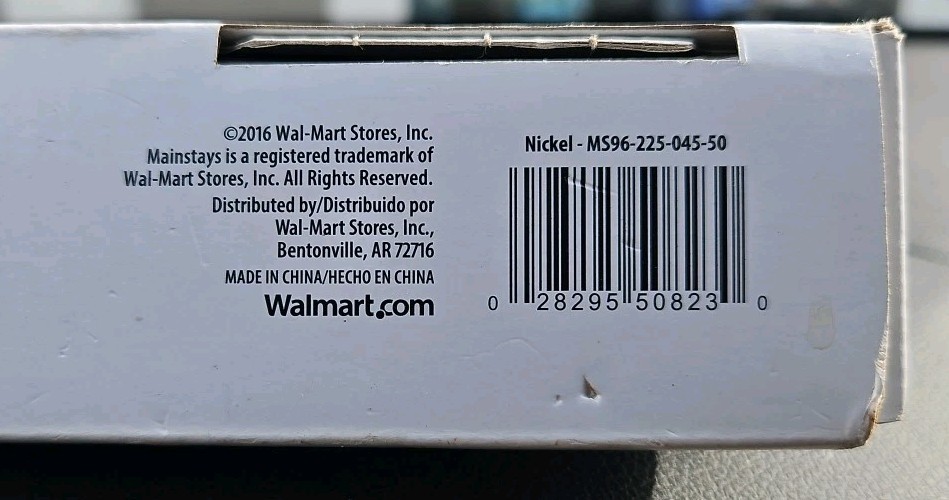 ©2016 Wal-Mart Stores, Inc.
Mainstays is a registered trademark of
Wal-Mart Stores, Inc. All Rights Reserved.
Distributed by/Distribuido por
Wal-Mart Stores, Inc.,
Bentonville, AR 72716
MADE IN CHINA/HECHO EN CHINA
Walmart.com
Nickel - MS96-225-045-50
0 28295 50823 0